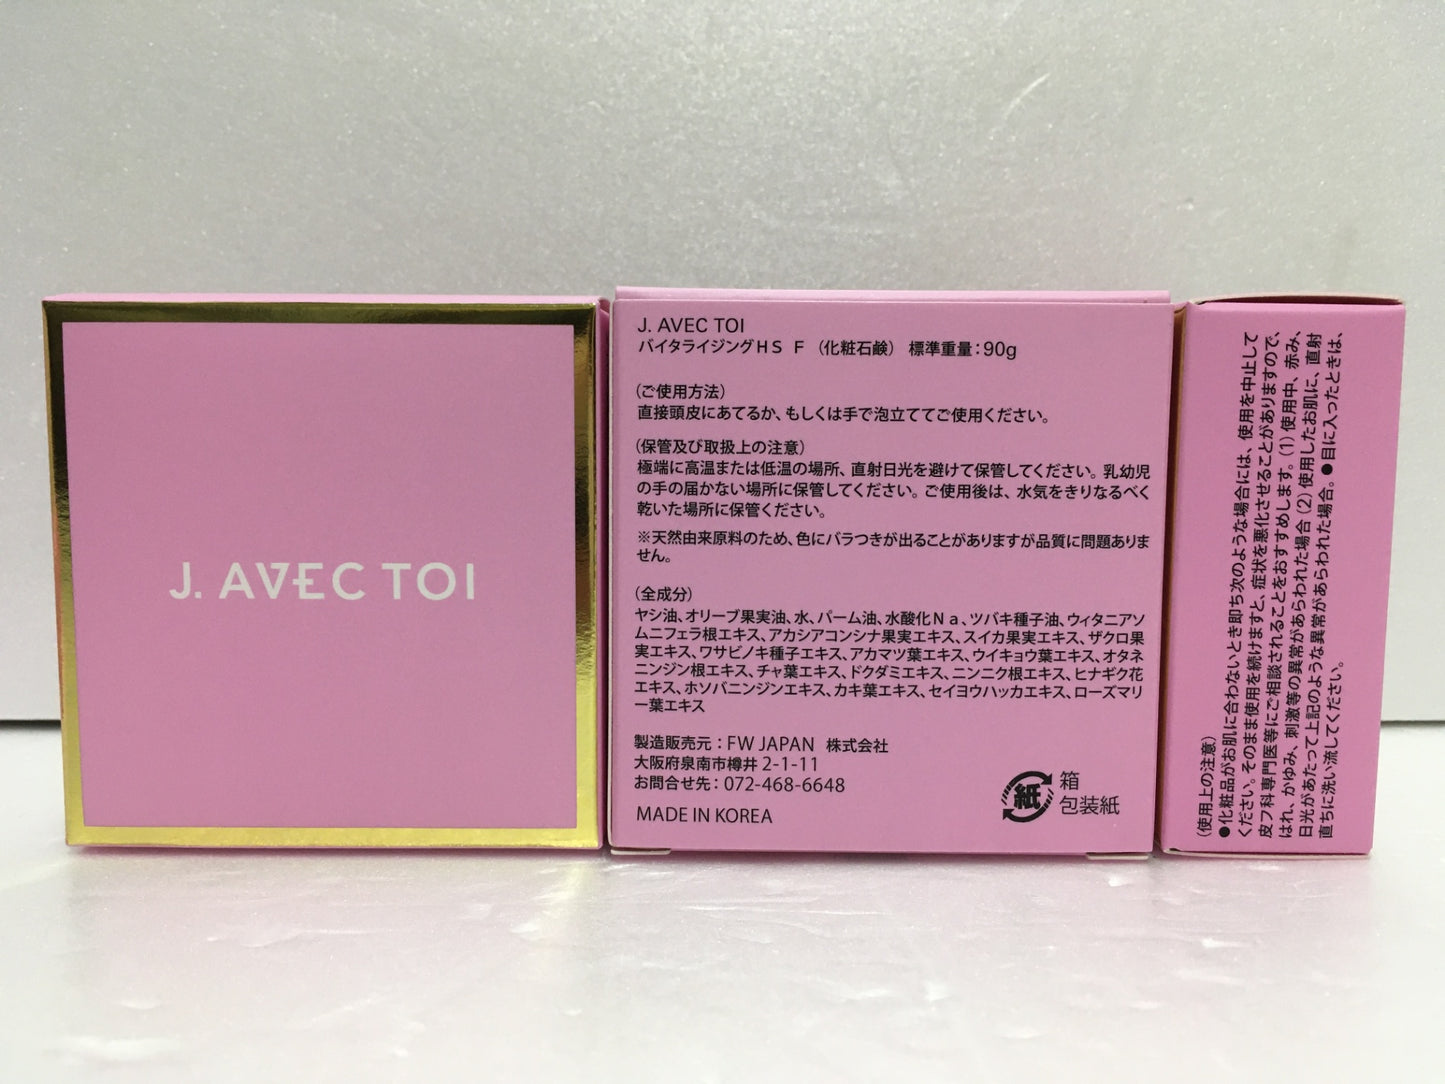 J. AVEC TOI
J. AVEC TOI
バイタライジングＨＳ Ｆ （化粧石鹸） 標準重量：90g
（ご使用方法）
直接頭皮にあてるか、もしくは手で泡立ててご使用ください。
（保管及び取扱上の注意）
極端に高温または低温の場所、直射日光を避けて保管してください。乳幼児
の手の届かない場所に保管してください。ご使用後は、水気をきりなるべく
乾いた場所に保管ください。
※天然由来原料のため、色にバラつきが出ることがありますが品質に問題ありま
せん。
（全成分）
ヤシ油、オリーブ果実油、水、パーム油、水酸化Ｎａ、ツバキ種子油、ウィタニアソ
ムニフェラ根エキス、アカシアコンシナ果実エキス、スイカ果実エキス、ザクロ果
実エキス、ワサビノキ種子エキス、アカマツ葉エキス、ウイキョウ葉エキス、オタネ
ニンジン根エキス、チャ葉エキス、ドクダミエキス、ニンニク根エキス、ヒナギク花
エキス、ホソバニンジンエキス、カキ葉エキス、セイヨウハッカエキス、ローズマリ
ー葉エキス
製造販売元：FW JAPAN 株式会社
大阪府泉南市樽井 2-1-11
お問合せ先：072-468-6648
MADE IN KOREA
紙
箱
包装紙
（使用上の注意）
●化粧品がお肌に合わないとき即ち次のような場合には、使用を中止して
ください。そのまま使用を続けますと、症状を悪化させることがありますので、
皮フ科専門医等にご相談されることをおすすめします。（1）使用中、赤み、
はれ、かゆみ、刺激等の異常があらわれた場合（2）使用したお肌に、直射
日光があたって上記のような異常があらわれた場合。●目に入ったときは、
直ちに洗い流してください。